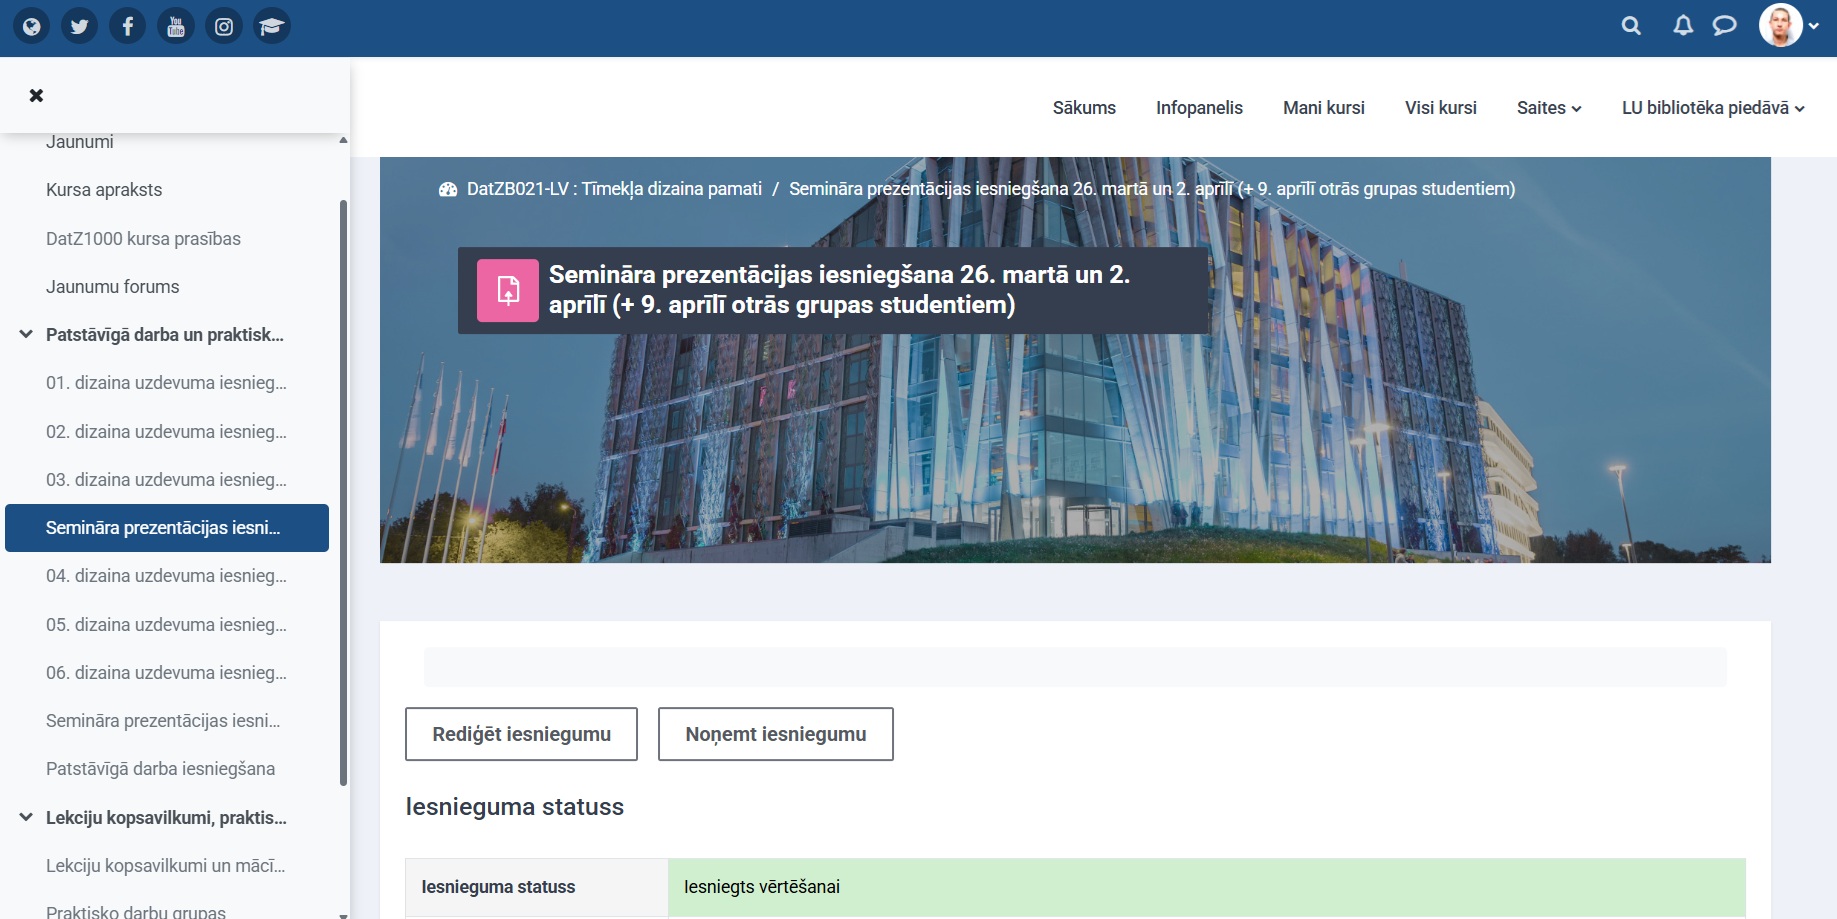 You
Tube
Sākums
Infopanelis
Mani kursi
Visi kursi
Saites
LU bibliotēka piedāvā
Jaunumi
Kursa apraksts
DatZ1000 kursa prasības
Jaunumu forums
Patstāvīgā darba un praktisk...
01. dizaina uzdevuma iesnieg...
02. dizaina uzdevuma iesnieg...
03. dizaina uzdevuma iesnieg...
Semināra prezentācijas iesni...
04. dizaina uzdevuma iesnieg...
05. dizaina uzdevuma iesnieg...
06. dizaina uzdevuma iesnieg...
Semināra prezentācijas iesni...
Patstāvīgā darba iesniegšana
Lekciju kopsavilkumi, praktis...
Lekciju kopsavilkumi un mācī...
Praktisko darbu grupas
DatZB021-LV : Tīmekļa dizaina pamati / Semināra prezentācijas iesniegšana 26. martā un 2. aprīlī (+ 9. aprīlī otrās grupas studentiem)
Semināra prezentācijas iesniegšana 26. martā un 2.
aprīlī (+ 9. aprīlī otrās grupas studentiem)
Rediģēt iesniegumu
Noņemt iesniegumu
Iesnieguma statuss
Iesnieguma statuss
Iesniegts vērtēšanai